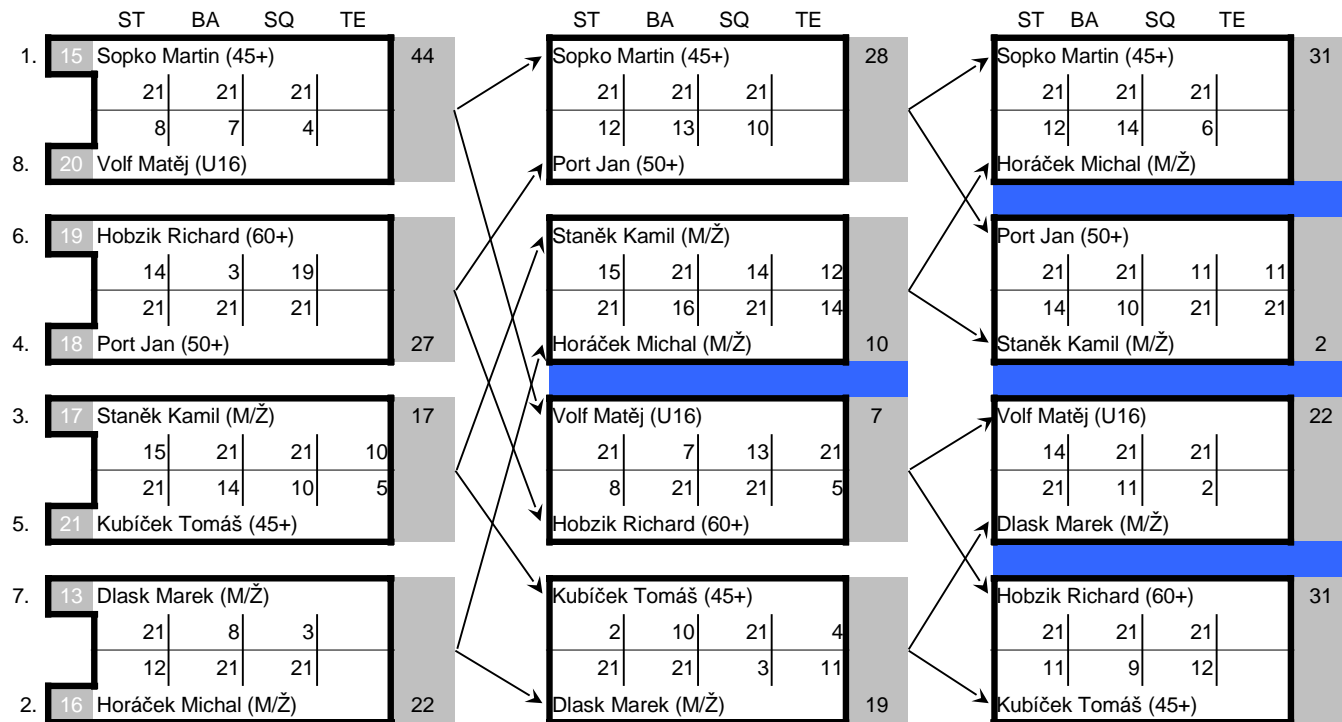 ST BA SQ TE ST BA SQ TE ST BA SQ TE
1. 15 Sopko Martin (45+) 44 Sopko Martin (45+) 28 Sopko Martin (45+) 31
21 21 21 21 21 21 21 21 21
8 7 4 12 13 10 12 14 6
8. 20 Volf Matěj (U16) Port Jan (50+) Horáček Michal (M/Ž)
6. 19 Hobzik Richard (60+) Staněk Kamil (M/Ž) Port Jan (50+)
14 3 19 15 21 14 12 21 21 11 11
21 21 21 21 16 21 14 14 10 21 21
4. 18 Port Jan (50+) 27 Horáček Michal (M/Ž) 10 Staněk Kamil (M/Ž) 2
3. 17 Staněk Kamil (M/Ž) 17 Volf Matěj (U16) 7 Volf Matěj (U16) 22
15 21 21 10 21 7 13 21 14 21 21
21 14 10 5 8 21 21 5 21 11 2
5. 21 Kubíček Tomáš (45+) Hobzik Richard (60+) Dlask Marek (M/Ž)
7. 13 Dlask Marek (M/Ž) Kubíček Tomáš (45+) Hobzik Richard (60+) 31
21 8 3 2 10 21 4 21 21 21
12 21 21 21 21 3 11 11 9 12
2. 16 Horáček Michal (M/Ž) 22 Dlask Marek (M/Ž) 19 Kubíček Tomáš (45+)